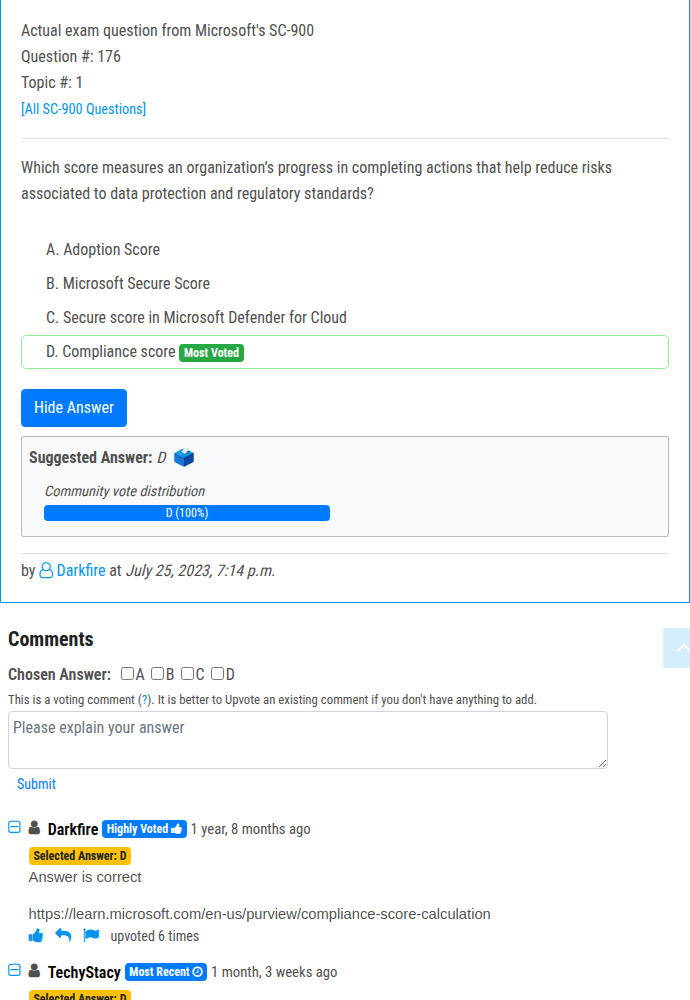 Actual exam question from Microsoft's SC-900
Question #: 176
Topic #: 1
[All SC-900 Questions]
Which score measures an organization's progress in completing actions that help reduce risks
associated to data protection and regulatory standards?
A. Adoption Score
B. Microsoft Secure Score
C. Secure score in Microsoft Defender for Cloud
D. Compliance score Most Voted
Hide Answer
Suggested Answer: D
Community vote distribution
D (100%)
by Darkfire at July 25, 2023, 7:14 p.m.
Comments
Chosen Answer: A B C D
This is a voting comment (?). It is better to Upvote an existing comment if you don't have anything to add.
Please explain your answer
Submit
Darkfire Highly Voted 1 year, 8 months ago
Selected Answer: D
Answer is correct
https://learn.microsoft.com/en-us/purview/compliance-score-calculation
upvoted 6 times
TechyStacy Most Recent 1 month, 3 weeks ago
Selected Answer: D